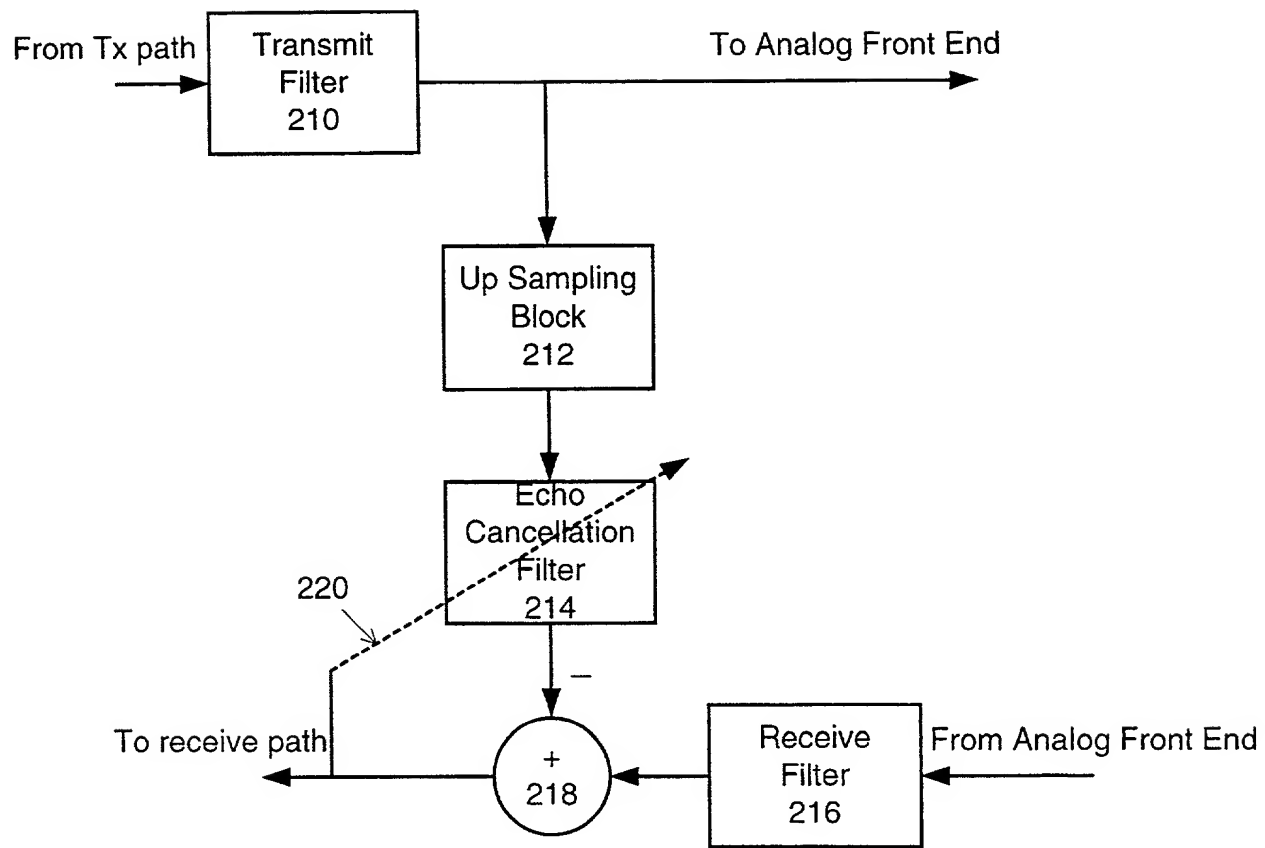 From Tx path
Transmit
Filter
210
To Analog Front End
Up Sampling
Block
212
Echo
Cancellation
Filter
214
220
–
To receive path
+
218
Receive
Filter
216
From Analog Front End